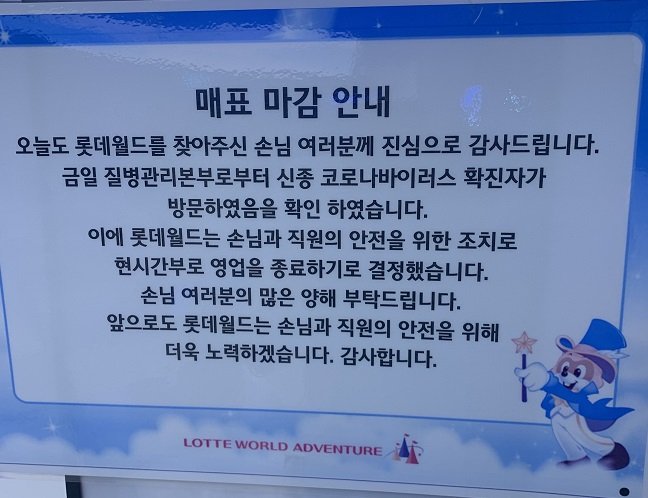 매표 마감 안내
오늘도 롯데월드를 찾아주신 손님 여러분께 진심으로 감사드립니다.
금일 질병관리본부로부터 신종 코로나바이러스 확진자가
방문하였음을 확인 하였습니다.
이에 롯데월드는 손님과 직원의 안전을 위한 조치로
현시간부로 영업을 종료하기로 결정했습니다.
손님 여러분의 많은 양해 부탁드립니다.
앞으로도 롯데월드는 손님과 직원의 안전을 위해
더욱 노력하겠습니다. 감사합니다.
LOTTE WORLD ADVENTURE